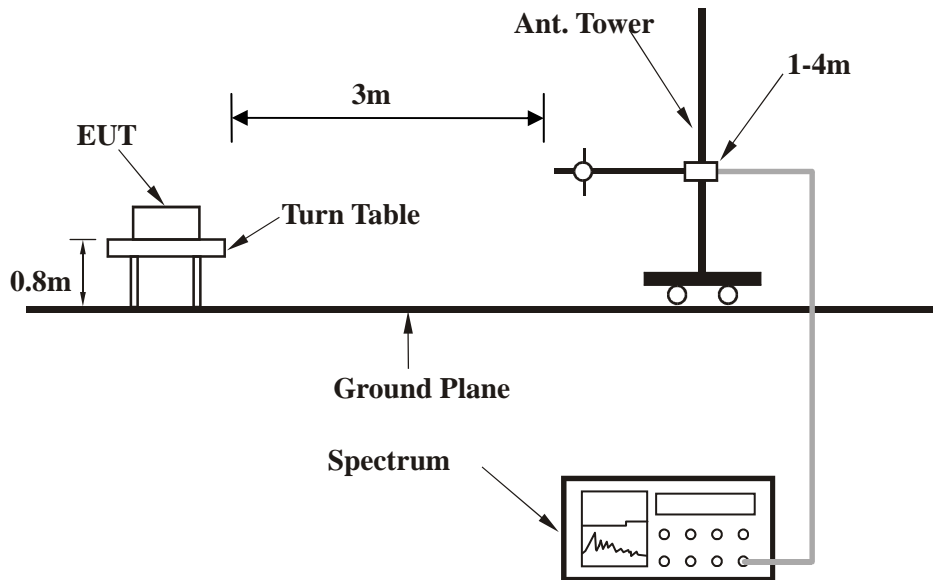 Ant. Tower
1-4m
3m
EUT
Turn Table
0.8m
Ground Plane
Spectrum